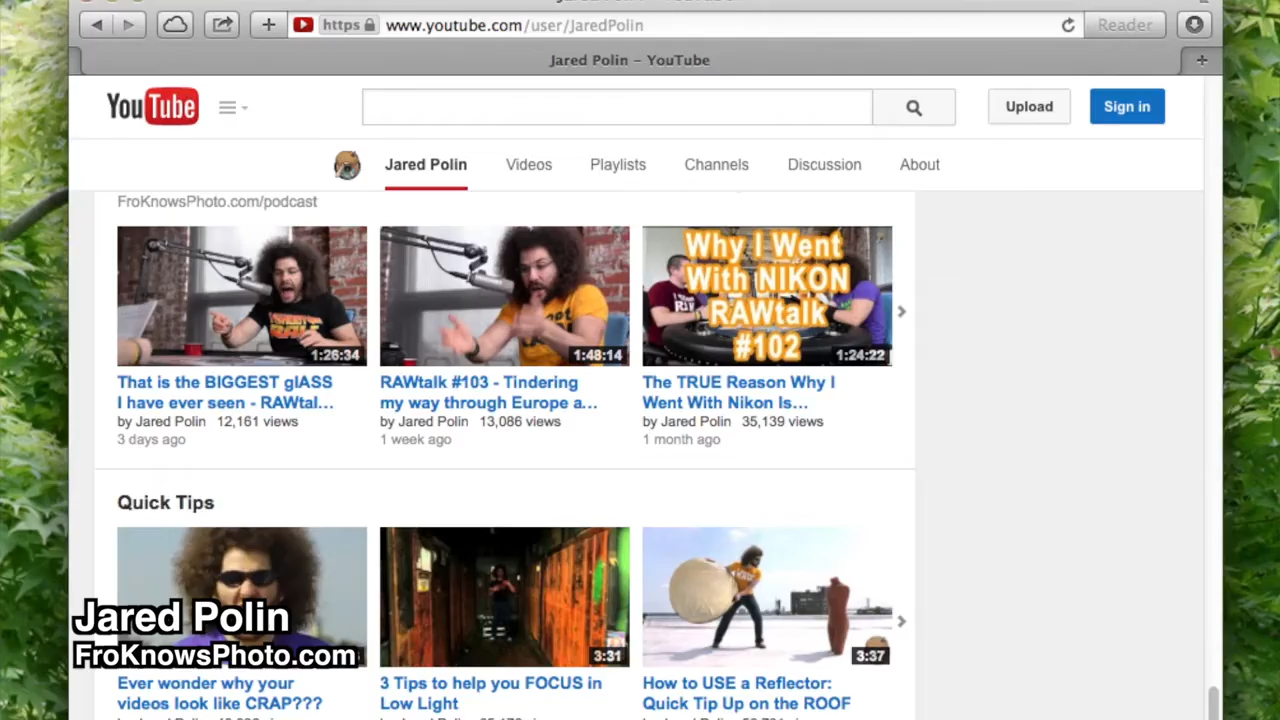 https www.youtube.com/user/JaredPolin Reader
Jared Polin – YouTube
YouTube Upload Sign in
Jared Polin Videos Playlists Channels Discussion About
FroKnowsPhoto.com/podcast
Why I Went
With NIKON
RAWtalk
#102
1:26:34 1:48:14 1:24:22
That is the BIGGEST glASS
I have ever seen - RAWtal...
by Jared Polin 12,161 views
3 days ago
RAWtalk #103 - Tindering
my way through Europe a...
by Jared Polin 13,086 views
1 week ago
The TRUE Reason Why I
Went With Nikon Is...
by Jared Polin 35,139 views
1 month ago
Quick Tips
Jared Polin
FroKnowsPhoto.com
3:31 3:37
Ever wonder why your
videos look like CRAP???
3 Tips to help you FOCUS in
Low Light
How to USE a Reflector:
Quick Tip Up on the ROOF